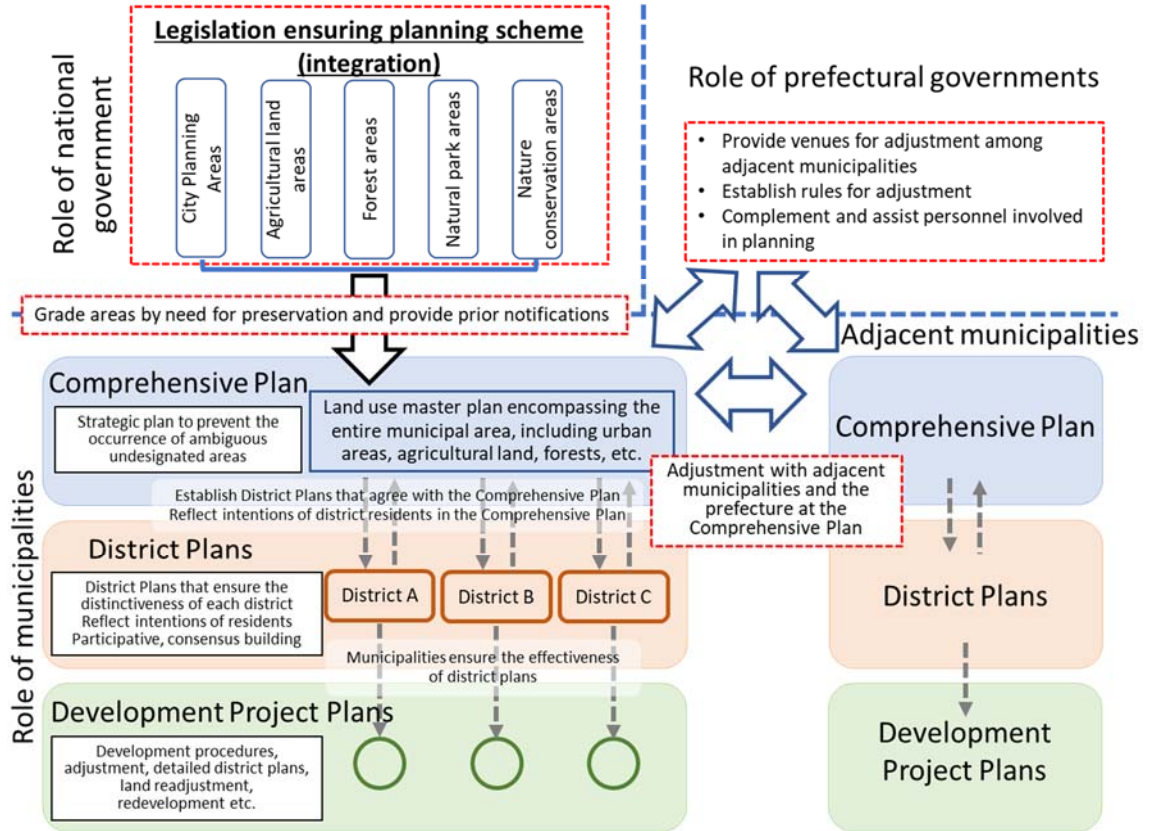 Role of national
government
Legislation ensuring planning scheme
(integration)
City Planning
Areas
Agricultural land
areas
Forest areas
Natural park areas
Nature
conservation areas
Role of prefectural governments
• Provide venues for adjustment among
adjacent municipalities
• Establish rules for adjustment
• Complement and assist personnel involved
in planning
Grade areas by need for preservation and provide prior notifications
Adjacent municipalities
Role of municipalities
Comprehensive Plan
Strategic plan to prevent the
occurrence of ambiguous
undesignated areas
Land use master plan encompassing the
entire municipal area, including urban
areas, agricultural land, forests, etc.
Comprehensive Plan
Adjustment with adjacent
municipalities and the
prefecture at the
Comprehensive Plan
Establish District Plans that agree with the Comprehensive Plan
Reflect intentions of district residents in the Comprehensive Plan
District Plans
District Plans that ensure the
distinctiveness of each district
Reflect intentions of residents
Participative, consensus building
District A
District B
District C
District Plans
Municipalities ensure the effectiveness
of district plans
Development Project Plans
Development procedures,
adjustment, detailed district plans,
land readjustment,
redevelopment etc.
Development
Project Plans